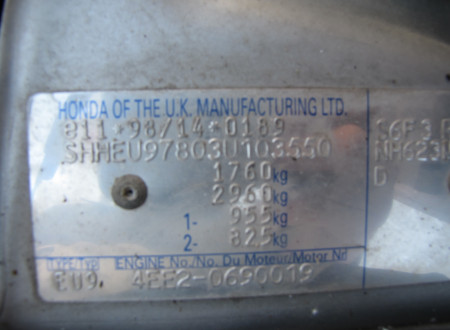 HONDA OF THE U.K. MANUFACTURING LTD.
e11*98/14*0189
SHHEU97803U103550
1760kg
2960kg
1- 955kg
2- 825kg
S6F3
NH623M
D
TYPE/TYP ENGINE No./No. Du Moteur/Motor Nd
EU9 4EE2-0690019